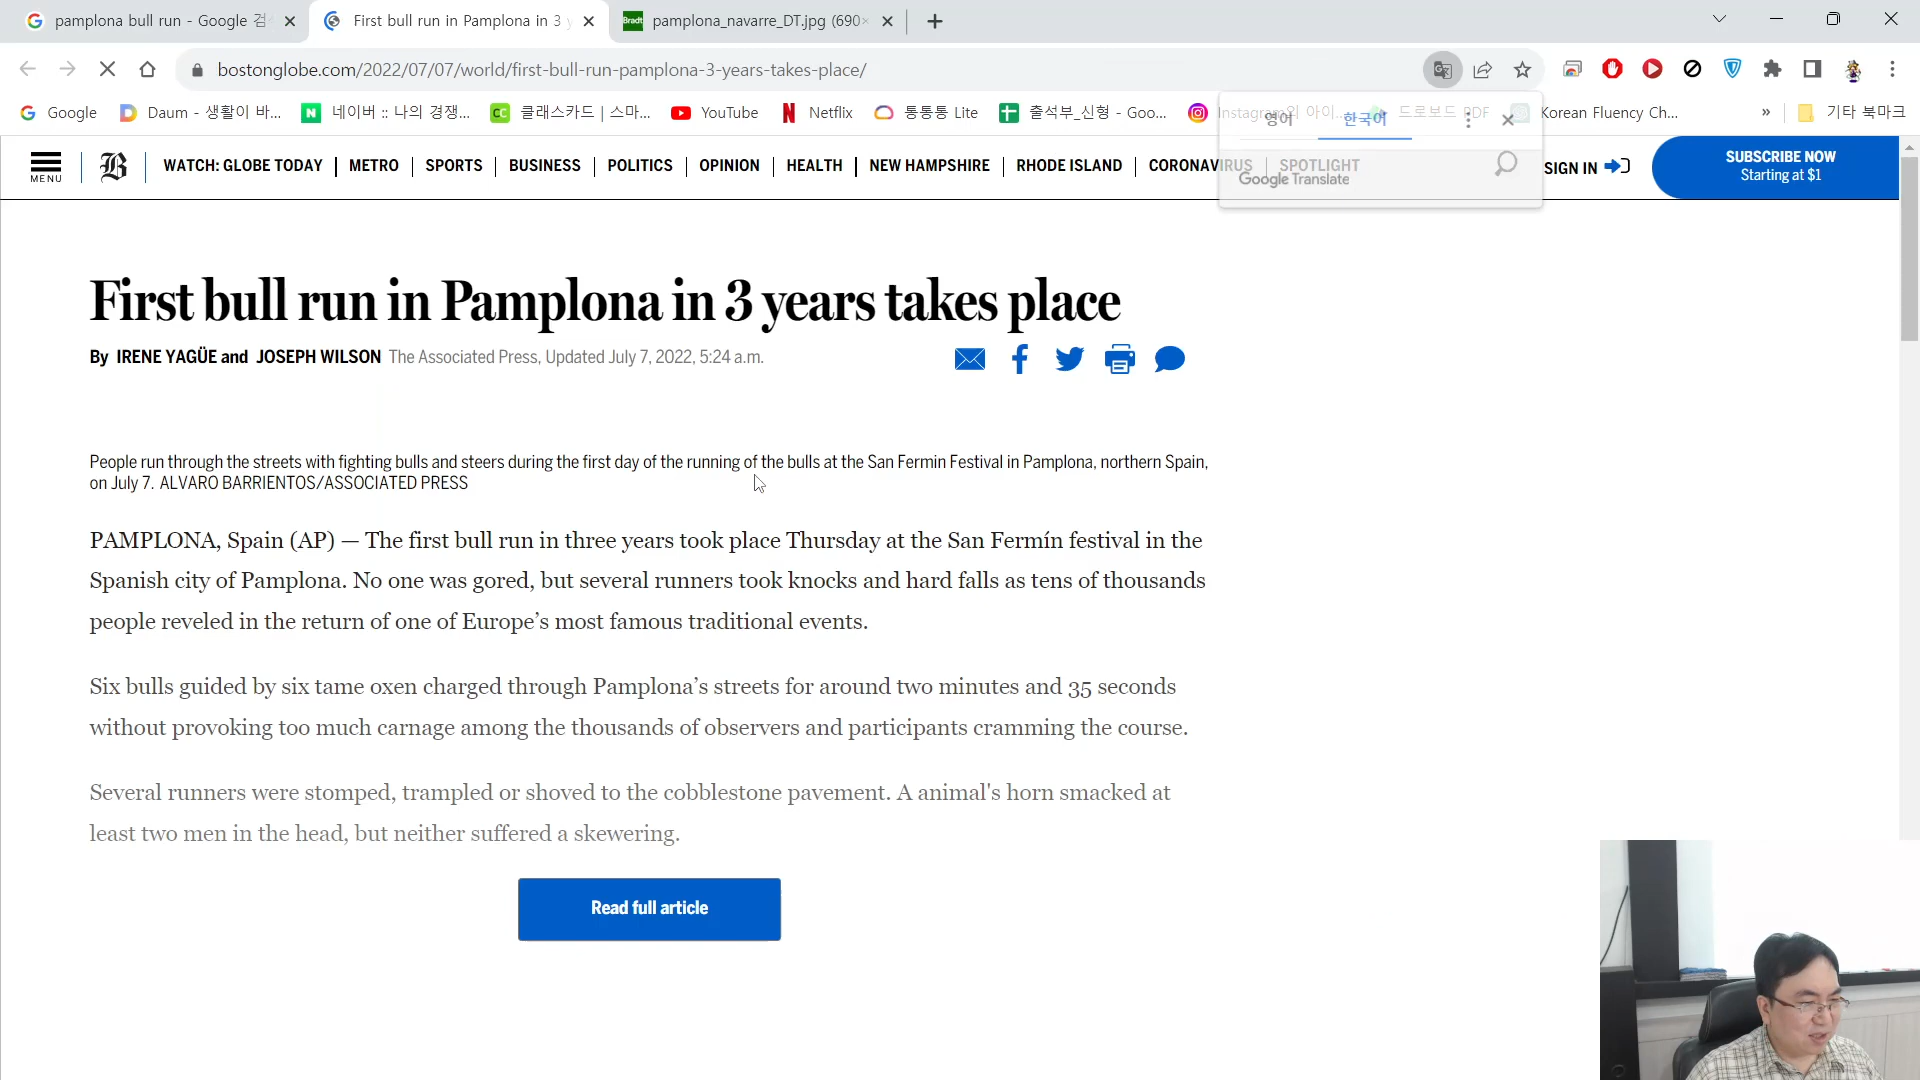 pamplona bull run - Google 검
First bull run in Pamplona in 3 y
Bradt
pamplona_navarre_DT.jpg (690×
bostonglobe.com/2022/07/07/world/first-bull-run-pamplona-3-years-takes-place/
Google
Daum - 생활이 바...
네이버 :: 나의 경쟁...
클래스카드 | 스마...
YouTube
Netflix
통통통 Lite
출석부_신형 - Goo...
Instagram의 아이...
드로보드 PDF
Korean Fluency Ch...
»
기타 북마크
영어
한국어
Google Translate
MENU
B
WATCH: GLOBE TODAY
METRO
SPORTS
BUSINESS
POLITICS
OPINION
HEALTH
NEW HAMPSHIRE
RHODE ISLAND
CORONAVIRUS
SPOTLIGHT
SIGN IN
SUBSCRIBE NOW
Starting at $1
First bull run in Pamplona in 3 years takes place
By IRENE YAGÜE and JOSEPH WILSON The Associated Press, Updated July 7, 2022, 5:24 a.m.
People run through the streets with fighting bulls and steers during the first day of the running of the bulls at the San Fermin Festival in Pamplona, northern Spain,
on July 7. ALVARO BARRIENTOS/ASSOCIATED PRESS
PAMPLONA, Spain (AP) — The first bull run in three years took place Thursday at the San Fermín festival in the
Spanish city of Pamplona. No one was gored, but several runners took knocks and hard falls as tens of thousands
people reveled in the return of one of Europe’s most famous traditional events.
Six bulls guided by six tame oxen charged through Pamplona’s streets for around two minutes and 35 seconds
without provoking too much carnage among the thousands of observers and participants cramming the course.
Several runners were stomped, trampled or shoved to the cobblestone pavement. A animal's horn smacked at
least two men in the head, but neither suffered a skewering.
Read full article